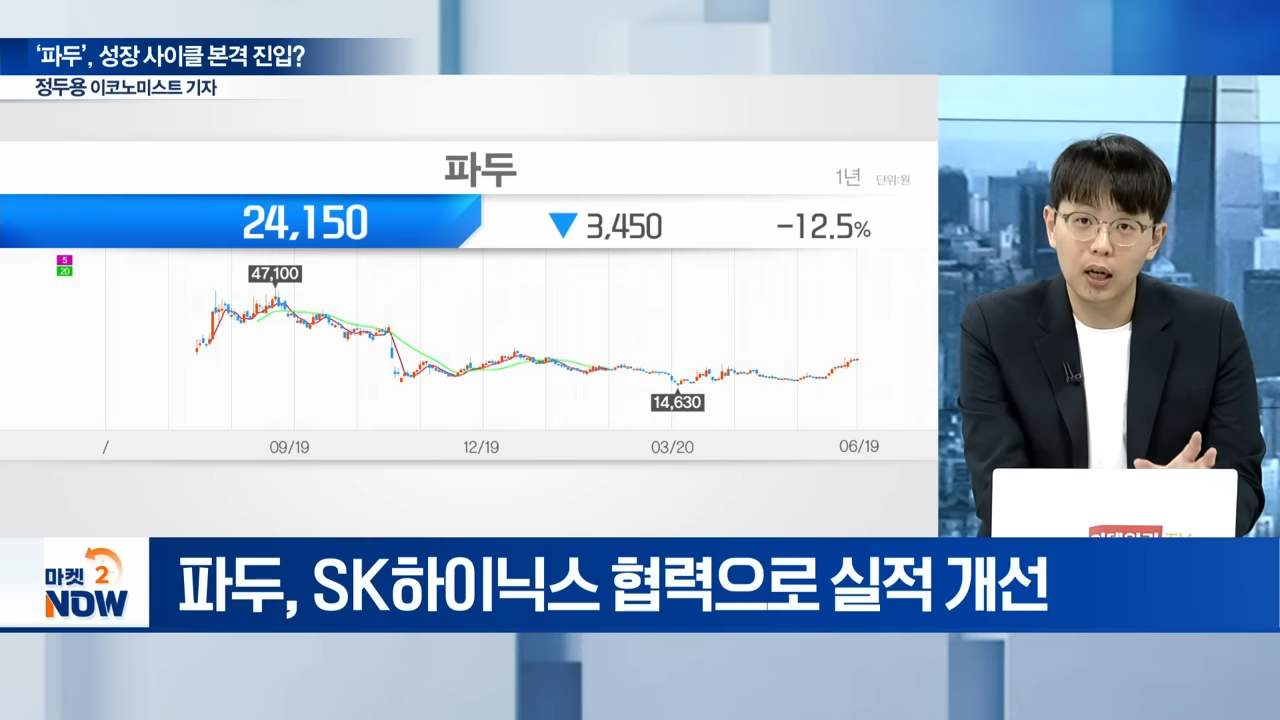 ‘파두’, 성장 사이클 본격 진입?
정두용 이코노미스트 기자
파두
1년 단위:원
24,150 ▼ 3,450 -12.5%
5
20
47,100
14,630
/ 09/19 12/19 03/20 06/19
마켓 2
NOW
파두, SK하이닉스 협력으로 실적 개선